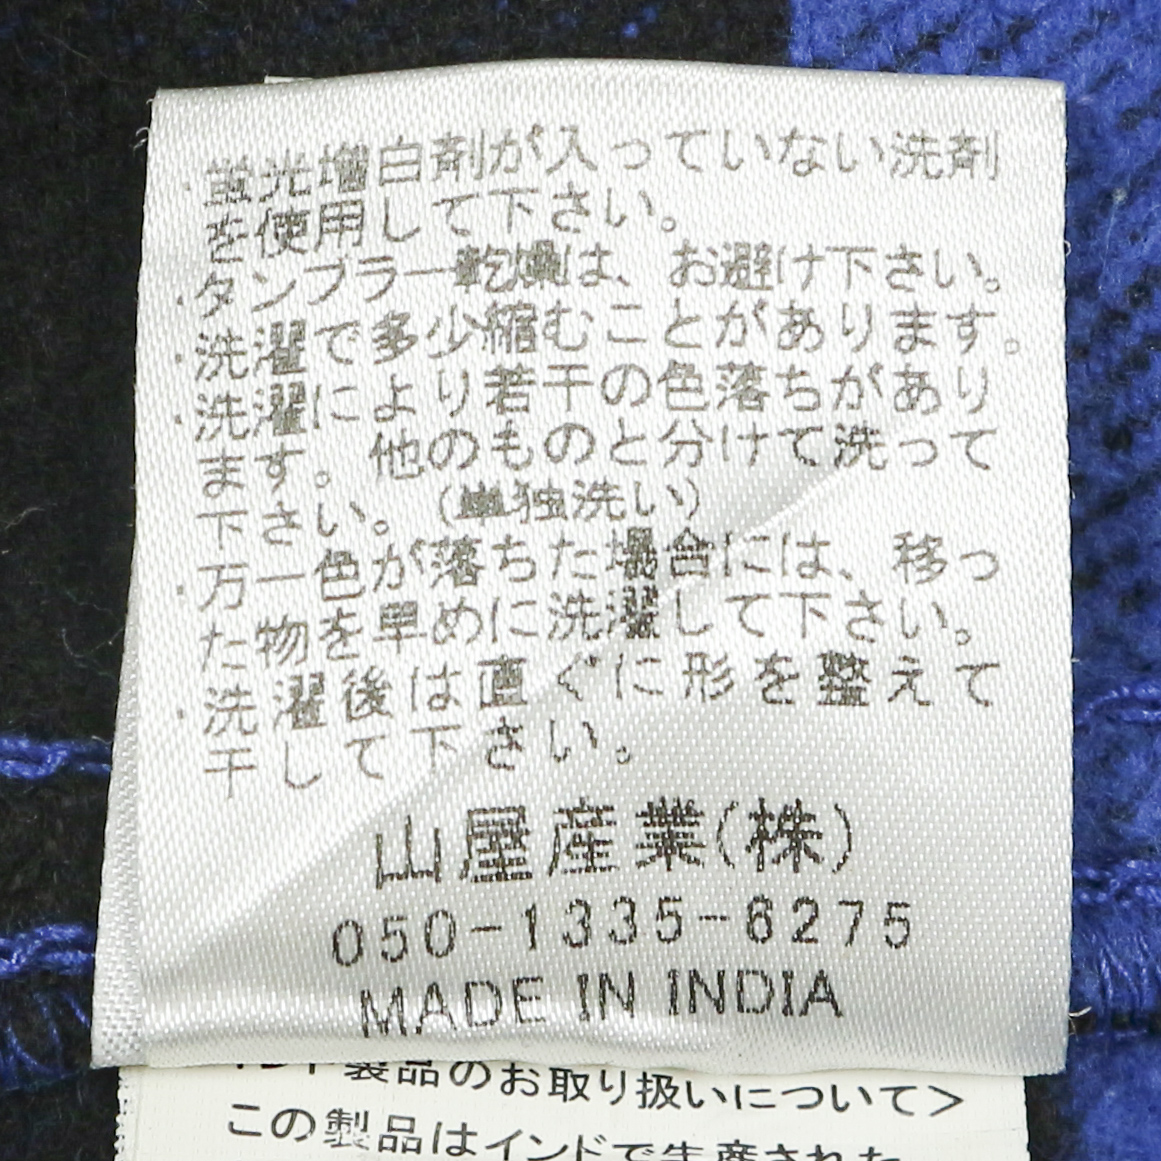 ・蛍光増白剤が入っていない洗剤
を使用して下さい。
・タンブラー乾燥は、お避け下さい。
・洗濯で多少縮むことがあります。
・洗濯により若干の色落ちがあり
ます。他のものと分けて洗って
下さい。(単独洗い)
・万一色が落ちた場合には、移っ
た物を早めに洗濯して下さい。
・洗濯後は直ぐに形を整えて
干して下さい。
山屋産業(株)
050-1335-6275
MADE IN INDIA
製品のお取り扱いについて>
この製品はインドで生産された